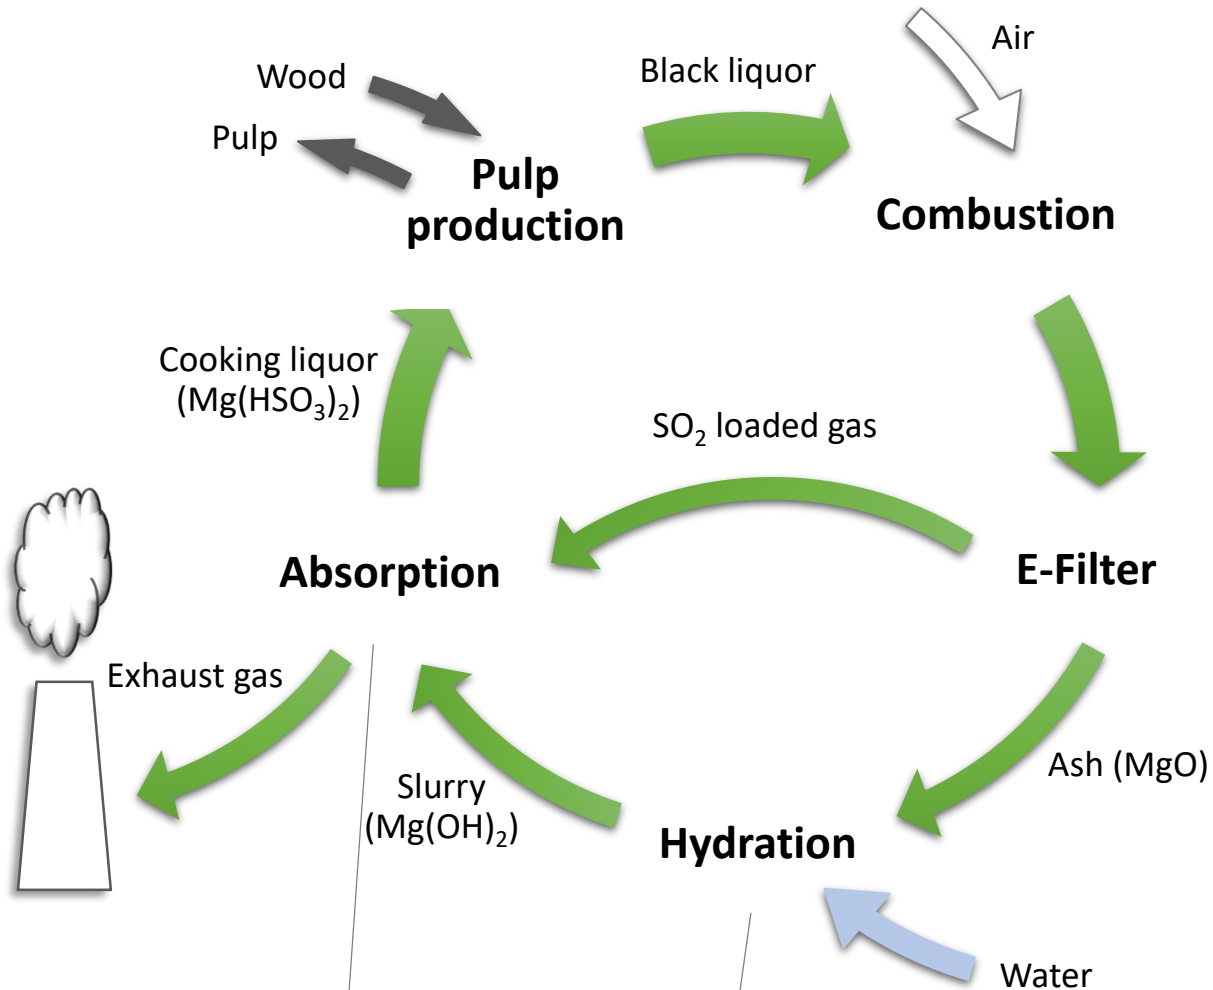 Air
Wood
Black liquor
Pulp
Pulp
production
Combustion
Cooking liquor
(Mg(HSO₃)₂)
SO₂ loaded gas
Absorption
E-Filter
Exhaust gas
Ash (MgO)
Slurry
(Mg(OH)₂)
Hydration
Water